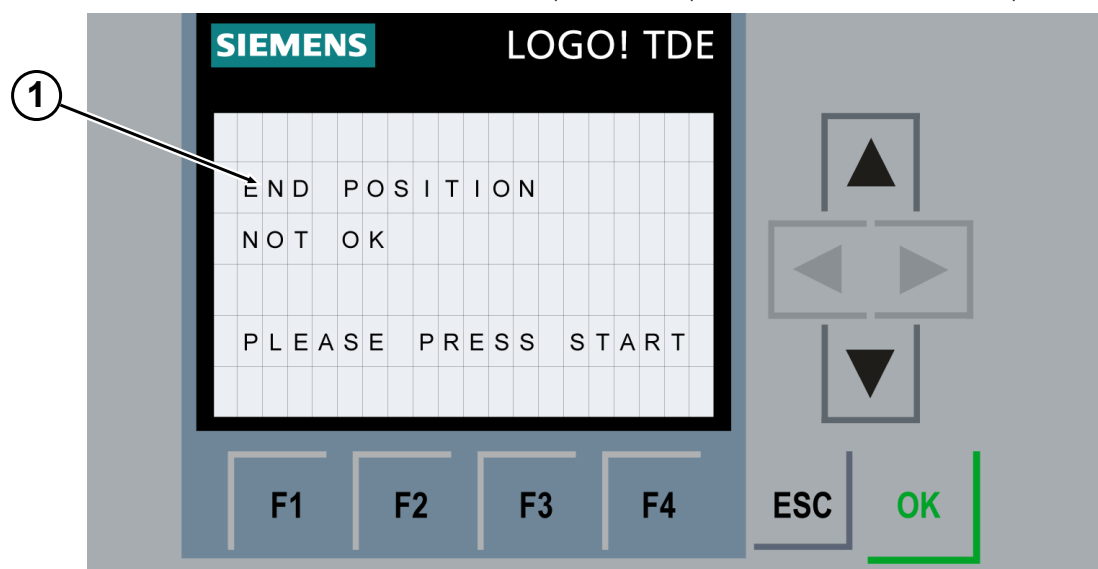 SIEMENS LOGO! TDE
1
END POSITION
NOT OK
PLEASE PRESS START
F1 F2 F3 F4 ESC OK